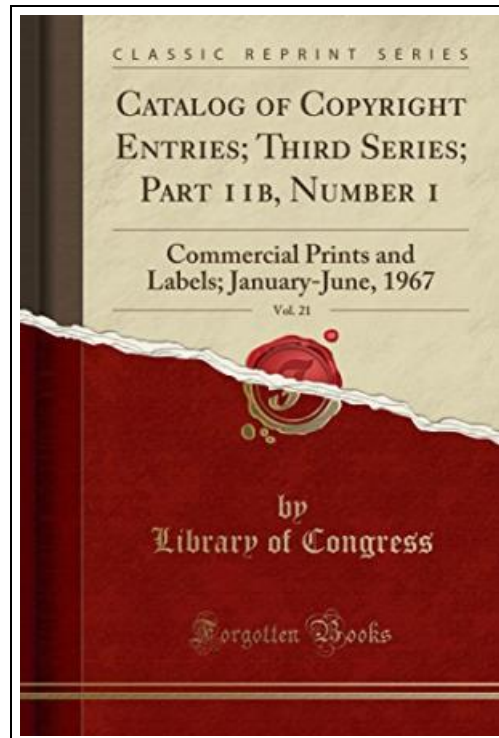 CLASSIC REPRINT SERIES
CATALOG OF COPYRIGHT
ENTRIES; THIRD SERIES;
PART 11B, NUMBER 1
Commercial Prints and
Labels; January-June, 1967
Vol. 21
by
Library of Congress
Forgotten Books